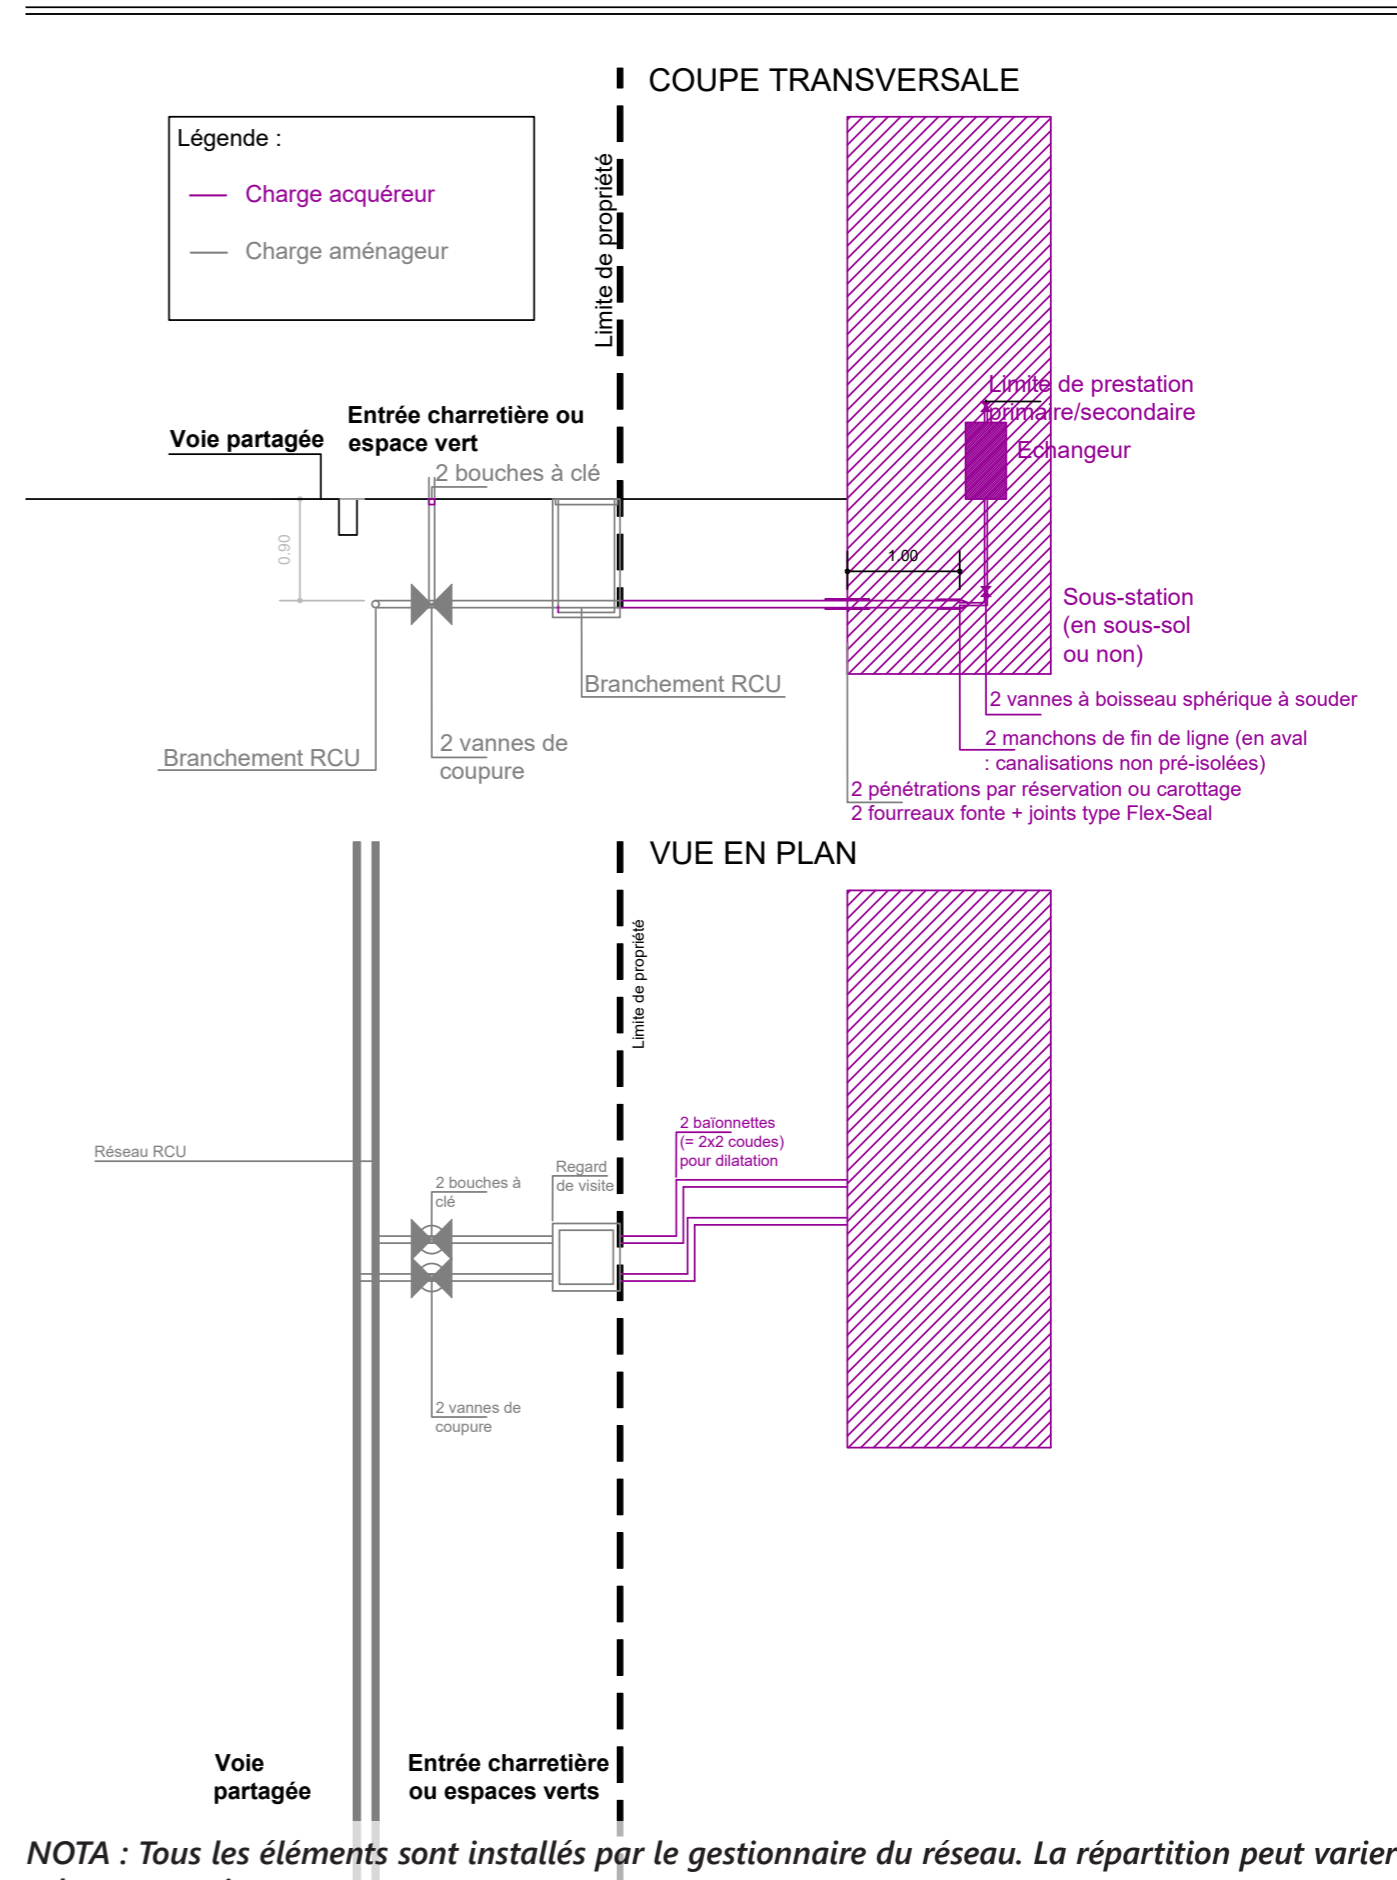 COUPE TRANSVERSALE
Légende :
Charge acquéreur
Charge aménageur
Limite de propriété
Limite de prestation
primaire/secondaire
Echangeur
Voie partagée
Entrée charretière ou
espace vert
2 bouches à clé
0.90
1.00
Sous-station
(en sous-sol
ou non)
Branchement RCU
2 vannes à boisseau sphérique à souder
2 vannes de
coupure
Branchement RCU
2 manchons de fin de ligne (en aval
: canalisations non pré-isolées)
2 pénétrations par réservation ou carottage
2 fourreaux fonte + joints type Flex-Seal
VUE EN PLAN
Limite de propriété
2 baïonnettes
(= 2x2 coudes)
pour dilatation
Réseau RCU
Regard
de visite
2 bouches à
clé
2 vannes de
coupure
Voie
partagée
Entrée charretière
ou espaces verts
NOTA : Tous les éléments sont installés par le gestionnaire du réseau. La répartition peut varier